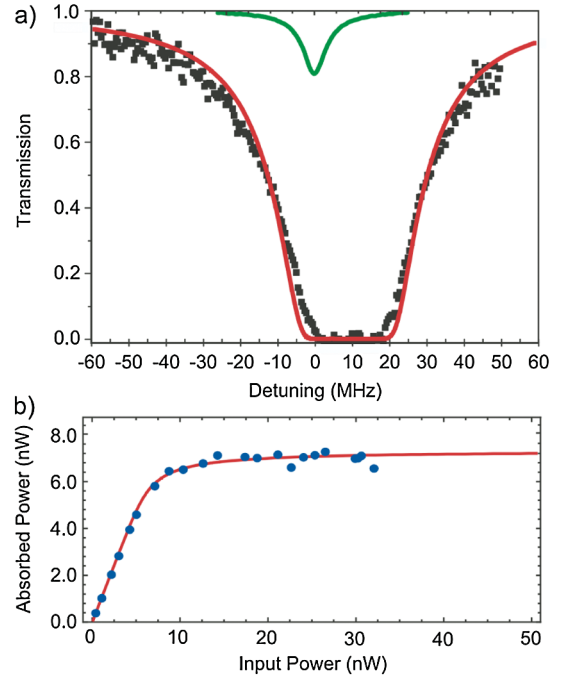 a)
1.0
0.8
0.6
0.4
0.2
0.0
Transmission
-60 -50 -40 -30 -20 -10 0 10 20 30 40 50 60
Detuning (MHz)
b)
8.0
6.0
4.0
2.0
0.0
Absorbed Power (nW)
0 10 20 30 40 50
Input Power (nW)